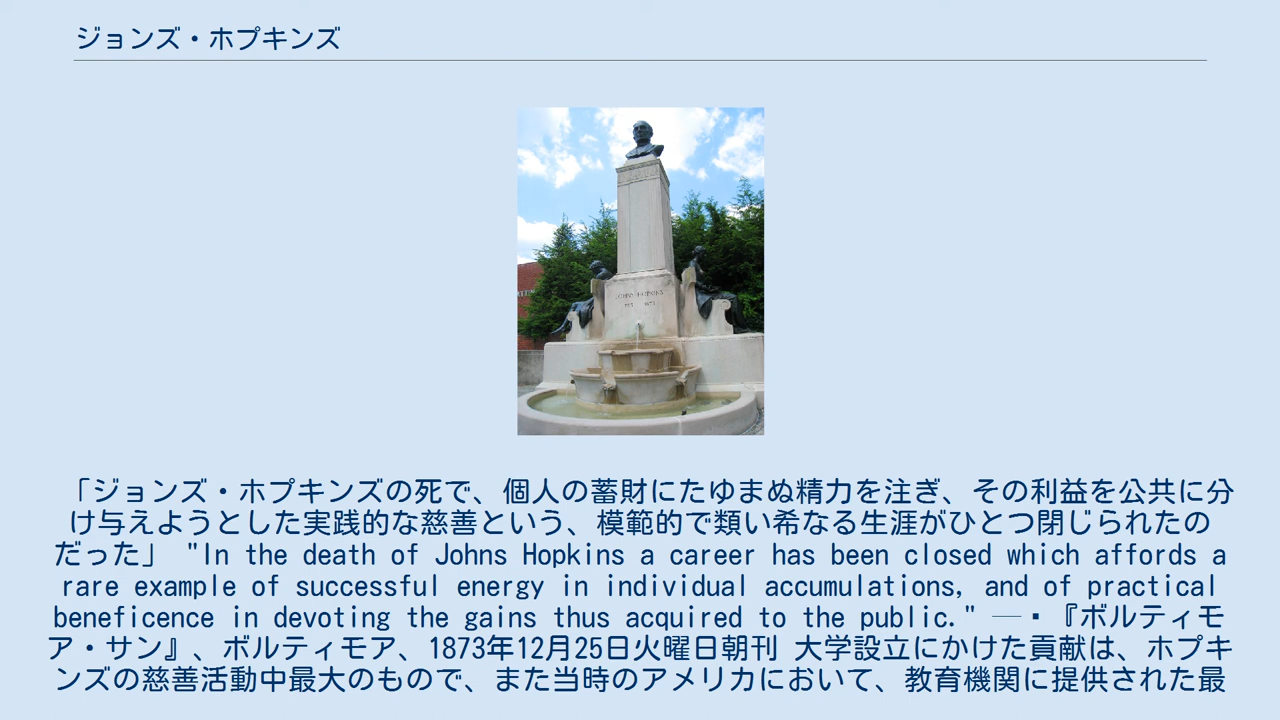 ジョンズ・ホプキンズ
JOHNS HOPKINS
「ジョンズ・ホプキンズの死で、個人の蓄財にたゆまぬ精力を注ぎ、その利益を公共に分
け与えようとした実践的な慈善という、模範的で類い希なる生涯がひとつ閉じられたの
だった」 "In the death of Johns Hopkins a career has been closed which affords a
rare example of successful energy in individual accumulations, and of practical
beneficence in devoting the gains thus acquired to the public." ─・『ボルティモ
ア・サン』、ボルティモア、1873年12月25日火曜日朝刊 大学設立にかけた貢献は、ホプキ
ンズの慈善活動中最大のもので、また当時のアメリカにおいて、教育機関に提供された最